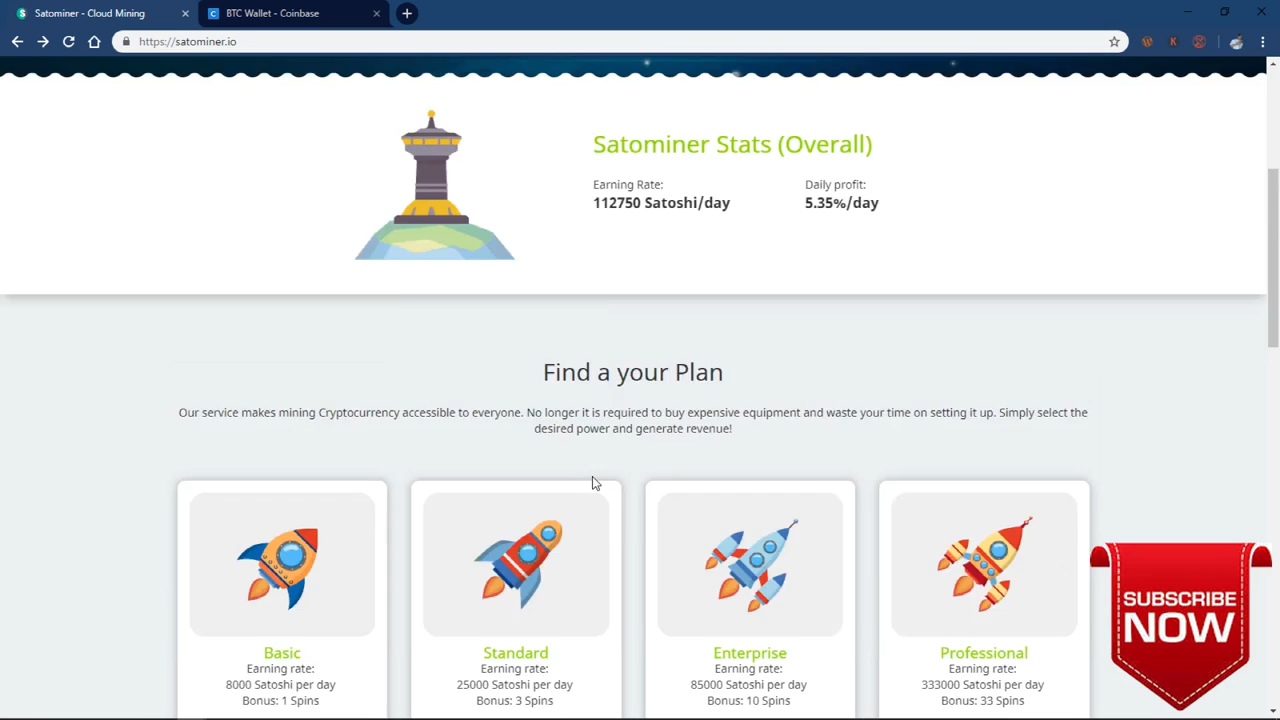 Satominer - Cloud Mining
BTC Wallet - Coinbase
https://satominer.io
Satominer Stats (Overall)
Earning Rate:
112750 Satoshi/day
Daily profit:
5.35%/day
Find a your Plan
Our service makes mining Cryptocurrency accessible to everyone. No longer it is required to buy expensive equipment and waste your time on setting it up. Simply select the
desired power and generate revenue!
Basic
Earning rate:
8000 Satoshi per day
Bonus: 1 Spins
Standard
Earning rate:
25000 Satoshi per day
Bonus: 3 Spins
Enterprise
Earning rate:
85000 Satoshi per day
Bonus: 10 Spins
Professional
Earning rate:
333000 Satoshi per day
Bonus: 33 Spins
SUBSCRIBE
NOW